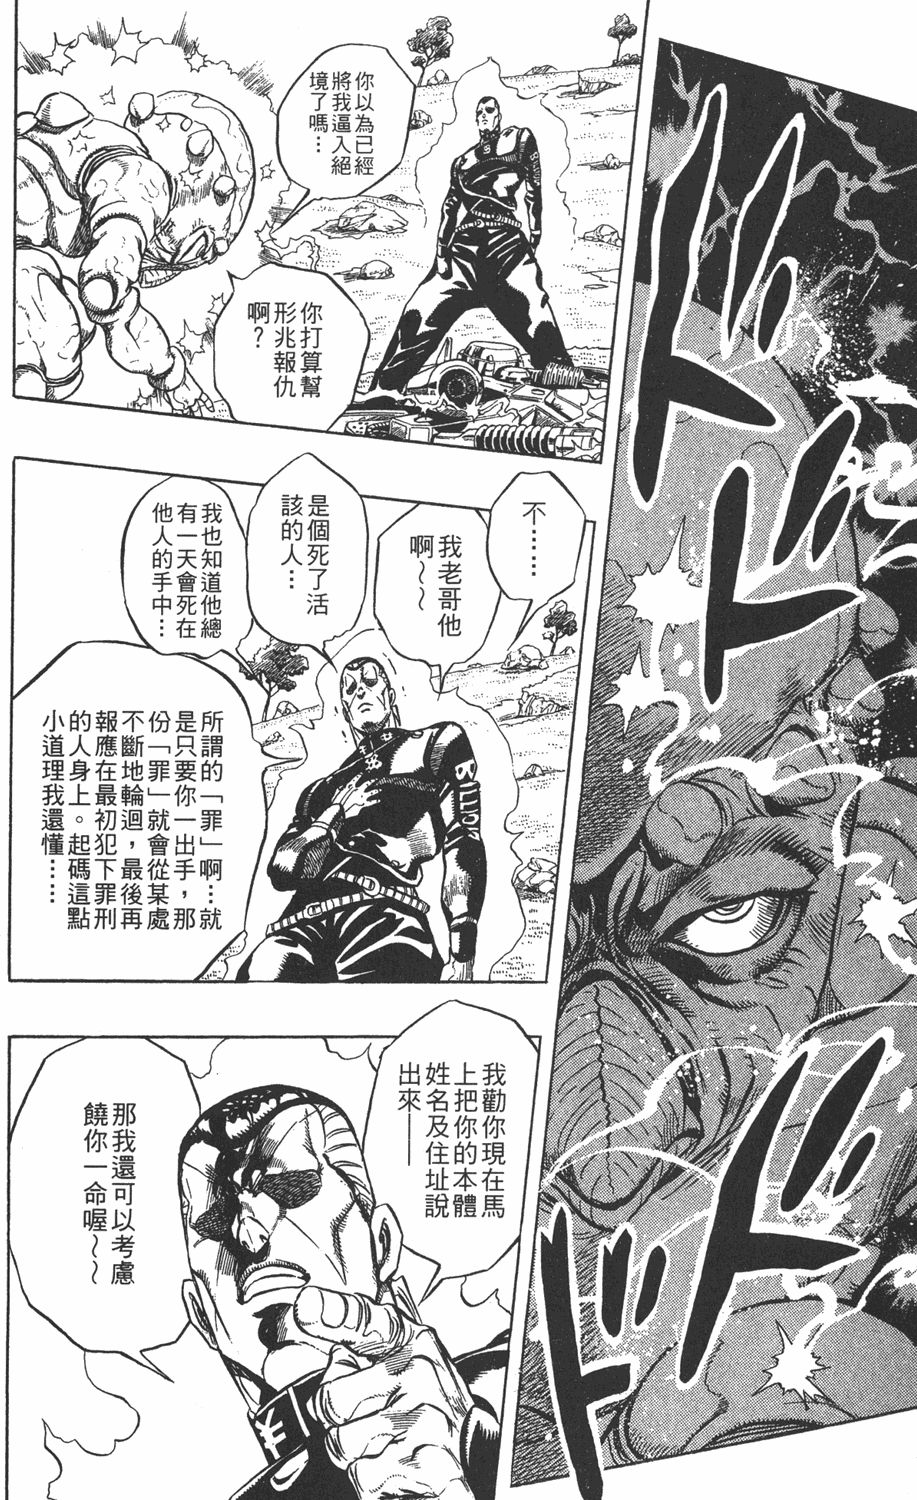 ドド
ドド
你以為已經
將我逼入絕
境了嗎…
你打算幫
形兆報仇
啊？
不……
我老哥他
啊～～
是個死了活
該的人…
我也知道他總
有一天會死在
他人的手中…
所謂的「罪」啊…就
是只要你一出手，那
份「罪」就會從某處
不斷地輪迴，最後再
報應在最初犯下罪刑
的人身上。起碼這點
小道理我還懂……
我勸你現在馬
上把你的本體
姓名及住址說
出來——
那我還可以考慮
饒你一命喔～～
¥